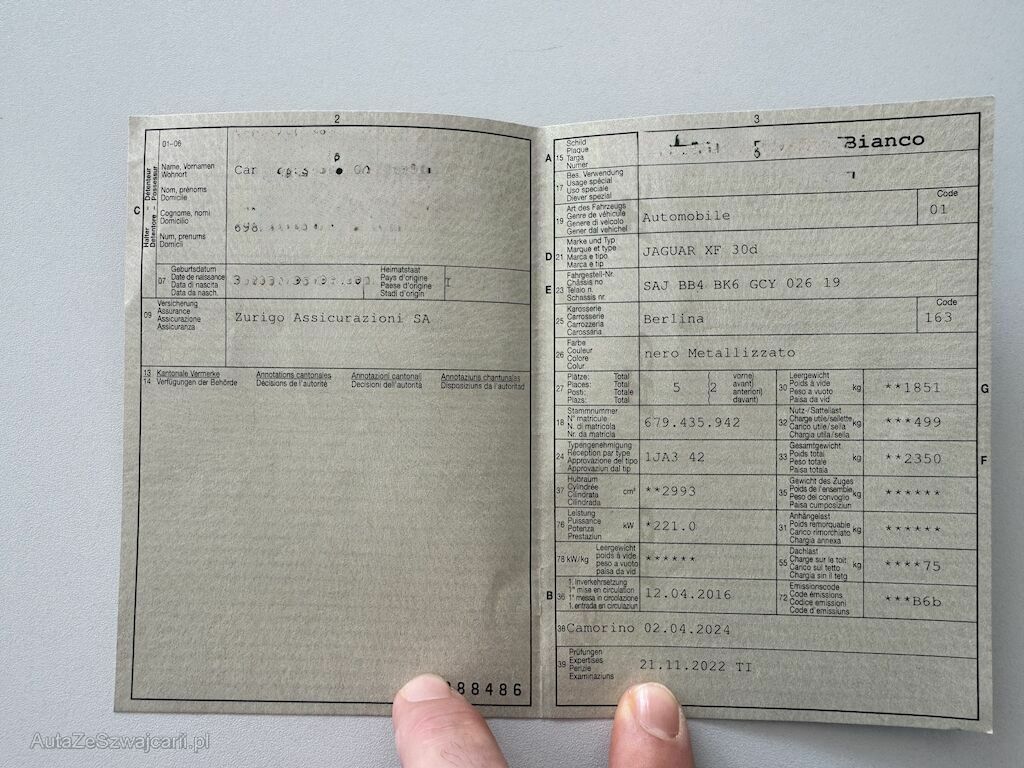 2
01-06
Name, Vornamen
Wohnort
Nom, prénoms
Domicile
Cognome, nomi
Domicilio
Num, prenums
Domicil
C
Halter – Détenteur
Detentore – Possessur
07
Geburtsdatum
Date de naissance
Data di nascita
Data da nasch.
Heimatstaat
Pays d'origine
Paese d'origine
Stadi d'origin
I
09
Versicherung
Assurance
Assicurazione
Assicuranza
Zurigo Assicurazioni SA
13 Kantonale Vermerke Annotations cantonales Annotazioni cantonali Annotaziuns chantunalas
14 Verfügungen der Behörde Décisions de l'autorité Decisioni dell'autorità Disposiziuns da l'autoritad
88486
3
A 15
Schild
Plaque
Targa
Numer
Bianco
17
Bes. Verwendung
Usage spécial
Uso speciale
Diever spezial
19
Art des Fahrzeugs
Genre de véhicule
Genere di veicolo
Gener dal vehichel
Automobile
Code
01
D 21
Marke und Typ
Marque et type
Marca e tipo
Marca e tip
JAGUAR XF 30d
E 23
Fahrgestell-Nr.
Châssis no
Telaio n.
Schassis nr.
SAJ BB4 BK6 GCY 026 19
25
Karosserie
Carrosserie
Carrozzeria
Carossaria
Berlina
Code
163
26
Farbe
Couleur
Colore
Colur
nero Metallizzato
27
Plätze: Total
Places: Total
Posti: Totale
Plazs: Total
5
2
vorne)
avant)
anteriori)
davant)
30
Leergewicht
Poids à vide
Peso a vuoto
Paisa da vid
kg
**1851
G
18
Stammnummer
N° matricule
N. di matricola
Nr. da matricla
679.435.942
32
Nutz-/Sattellast
Charge utile/sellette
Carico utile/sella
Chargia utila/sella
kg
***499
24
Typengenehmigung
Réception par type
Approvazione del tipo
Approvaziun dal tip
1JA3 42
33
Gesamtgewicht
Poids total
Peso totale
Paisa totala
kg
**2350
F
37
Hubraum
Cylindrée
Cilindrata
Cilindrada
cm³
**2993
35
Gewicht des Zuges
Poids de l'ensemble
Peso del convoglio
Paisa cumposiziun
kg
******
76
Leistung
Puissance
Potenza
Prestaziun
kW
*221.0
31
Anhängelast
Poids remorquable
Carico rimorchiato
Chargia annexa
kg
******
78 kW/kg
Leergewicht
poids à vide
peso a vuoto
paisa da vid
******
55
Dachlast
Charge sur le toit
Carico sul tetto
Chargia sin il tetg
kg
****75
B 36
1. Inverkehrsetzung
1re mise en circulation
1a messa in circolazione
1. entrada en circulaziun
12.04.2016
72
Emissionscode
Code émissions
Codice emissioni
Code d'emissiuns
***B6b
38 Camorino 02.04.2024
39
Prüfungen
Expertises
Perizie
Examinaziuns
21.11.2022 TI
AutaZeSzwajcarii.pl